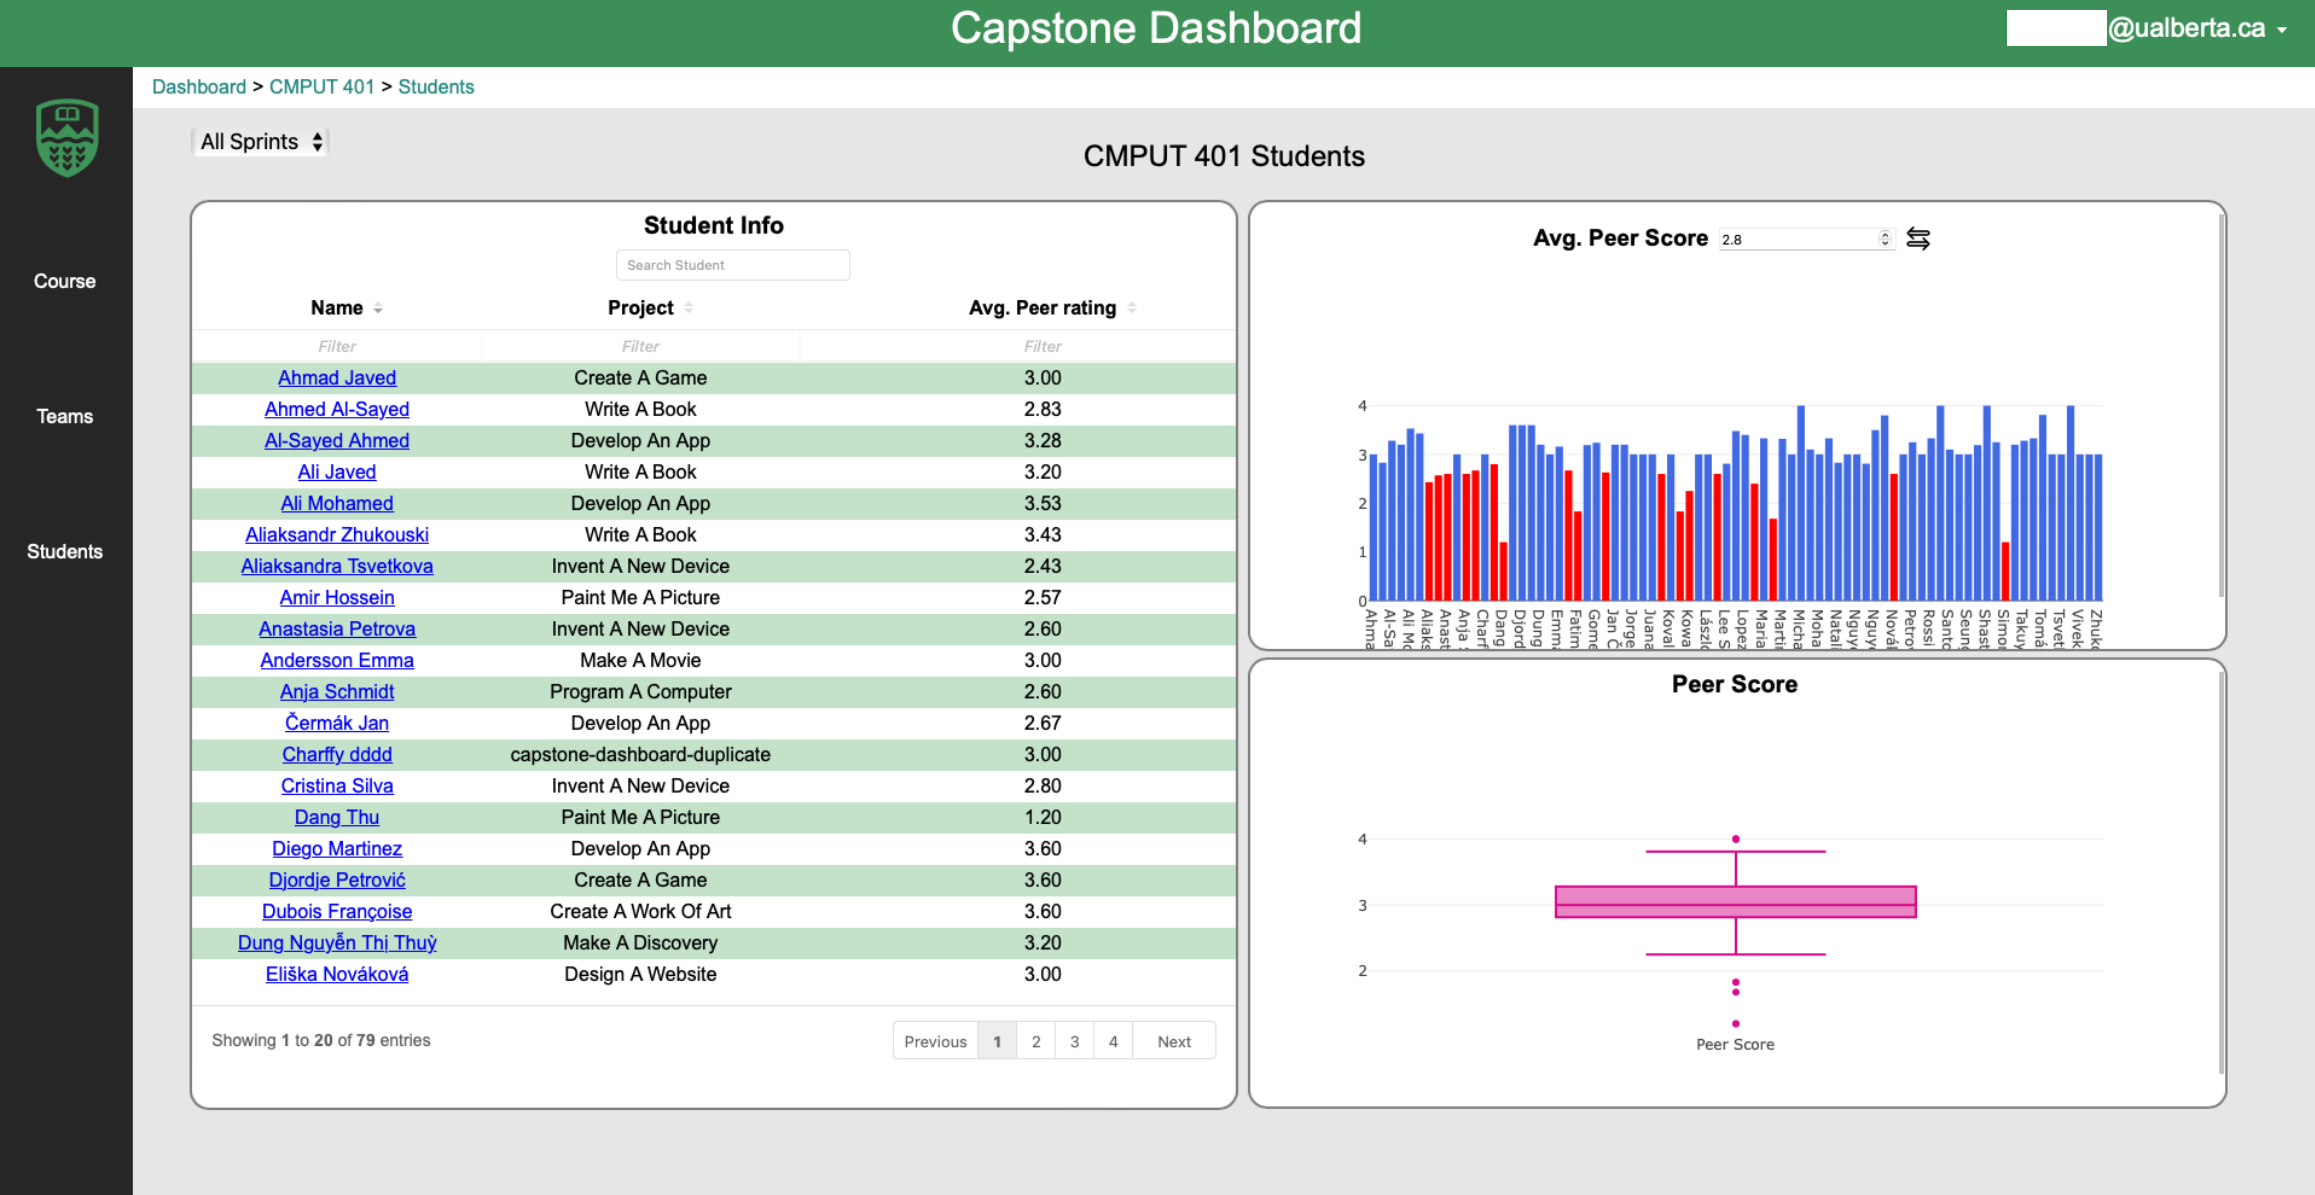 Capstone Dashboard
@ualberta.ca
Dashboard > CMPUT 401 > Students
Course
Teams
Students
All Sprints
CMPUT 401 Students
Student Info
Search Student
Name Project Avg. Peer rating
Filter Filter Filter
Ahmad Javed Create A Game 3.00
Ahmed Al-Sayed Write A Book 2.83
Al-Sayed Ahmed Develop An App 3.28
Ali Javed Write A Book 3.20
Ali Mohamed Develop An App 3.53
Aliaksandr Zhukouski Write A Book 3.43
Aliaksandra Tsvetkova Invent A New Device 2.43
Amir Hossein Paint Me A Picture 2.57
Anastasia Petrova Invent A New Device 2.60
Andersson Emma Make A Movie 3.00
Anja Schmidt Program A Computer 2.60
Čermák Jan Develop An App 2.67
Charffy dddd capstone-dashboard-duplicate 3.00
Cristina Silva Invent A New Device 2.80
Dang Thu Paint Me A Picture 1.20
Diego Martinez Develop An App 3.60
Djordje Petrović Create A Game 3.60
Dubois Françoise Create A Work Of Art 3.60
Dung Nguyễn Thị Thuỳ Make A Discovery 3.20
Eliška Nováková Design A Website 3.00
Showing 1 to 20 of 79 entries
Previous 1 2 3 4 Next
Avg. Peer Score 2.8
4
3
2
1
0
Ahma
Al-Sa
Aliaks
Anast
Anja
Charf
Dang
Djord
Dung
Emma
Fatim
Gome
Jorge
Juana
Koval
Kowa
Lee S
Lopez
Maria
Marti
Micha
Moha
Natali
Nguy
Nguy
Petro
Rossi
Santo
Seun
Shast
Simo
Takuy
Tomá
Tsvet
Vivek
Peer Score
4
3
2
Peer Score